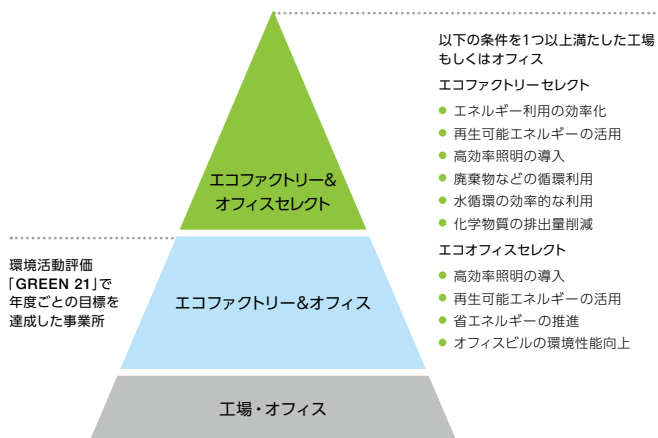 以下の条件を1つ以上満たした工場
もしくはオフィス
エコファクトリーセレクト
● エネルギー利用の効率化
● 再生可能エネルギーの活用
● 高効率照明の導入
● 廃棄物などの循環利用
● 水循環の効率的な利用
● 化学物質の排出量削減
エコオフィスセレクト
● 高効率照明の導入
● 再生可能エネルギーの活用
● 省エネルギーの推進
● オフィスビルの環境性能向上
エコファクトリー&
オフィスセレクト
環境活動評価
「GREEN 21」で
年度ごとの目標を
達成した事業所
エコファクトリー&オフィス
工場・オフィス